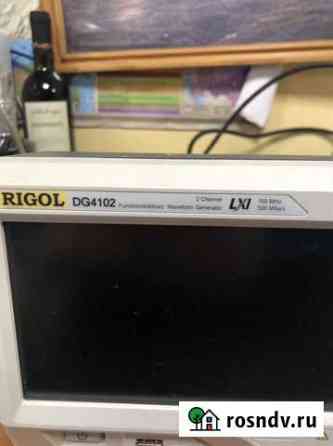 RIGOL DG4102 Function/Arbitrary Waveform Generator
2 Channel
LXI
100 MHz
500 MSa/s
rosndv.ru